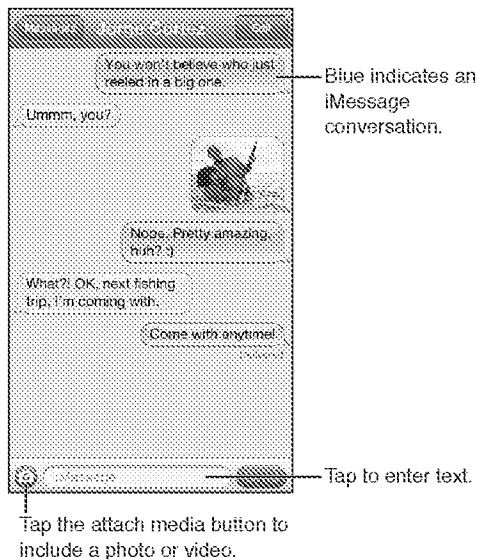 You won't believe who just
reeled in a big one.
Blue indicates an
iMessage
conversation.
Ummm, you?
Nope. Pretty amazing,
huh? :)
What?! OK, next fishing
trip, I'm coming with.
Come with anytime!
Tap to enter text.
Tap the attach media button to
include a photo or video.